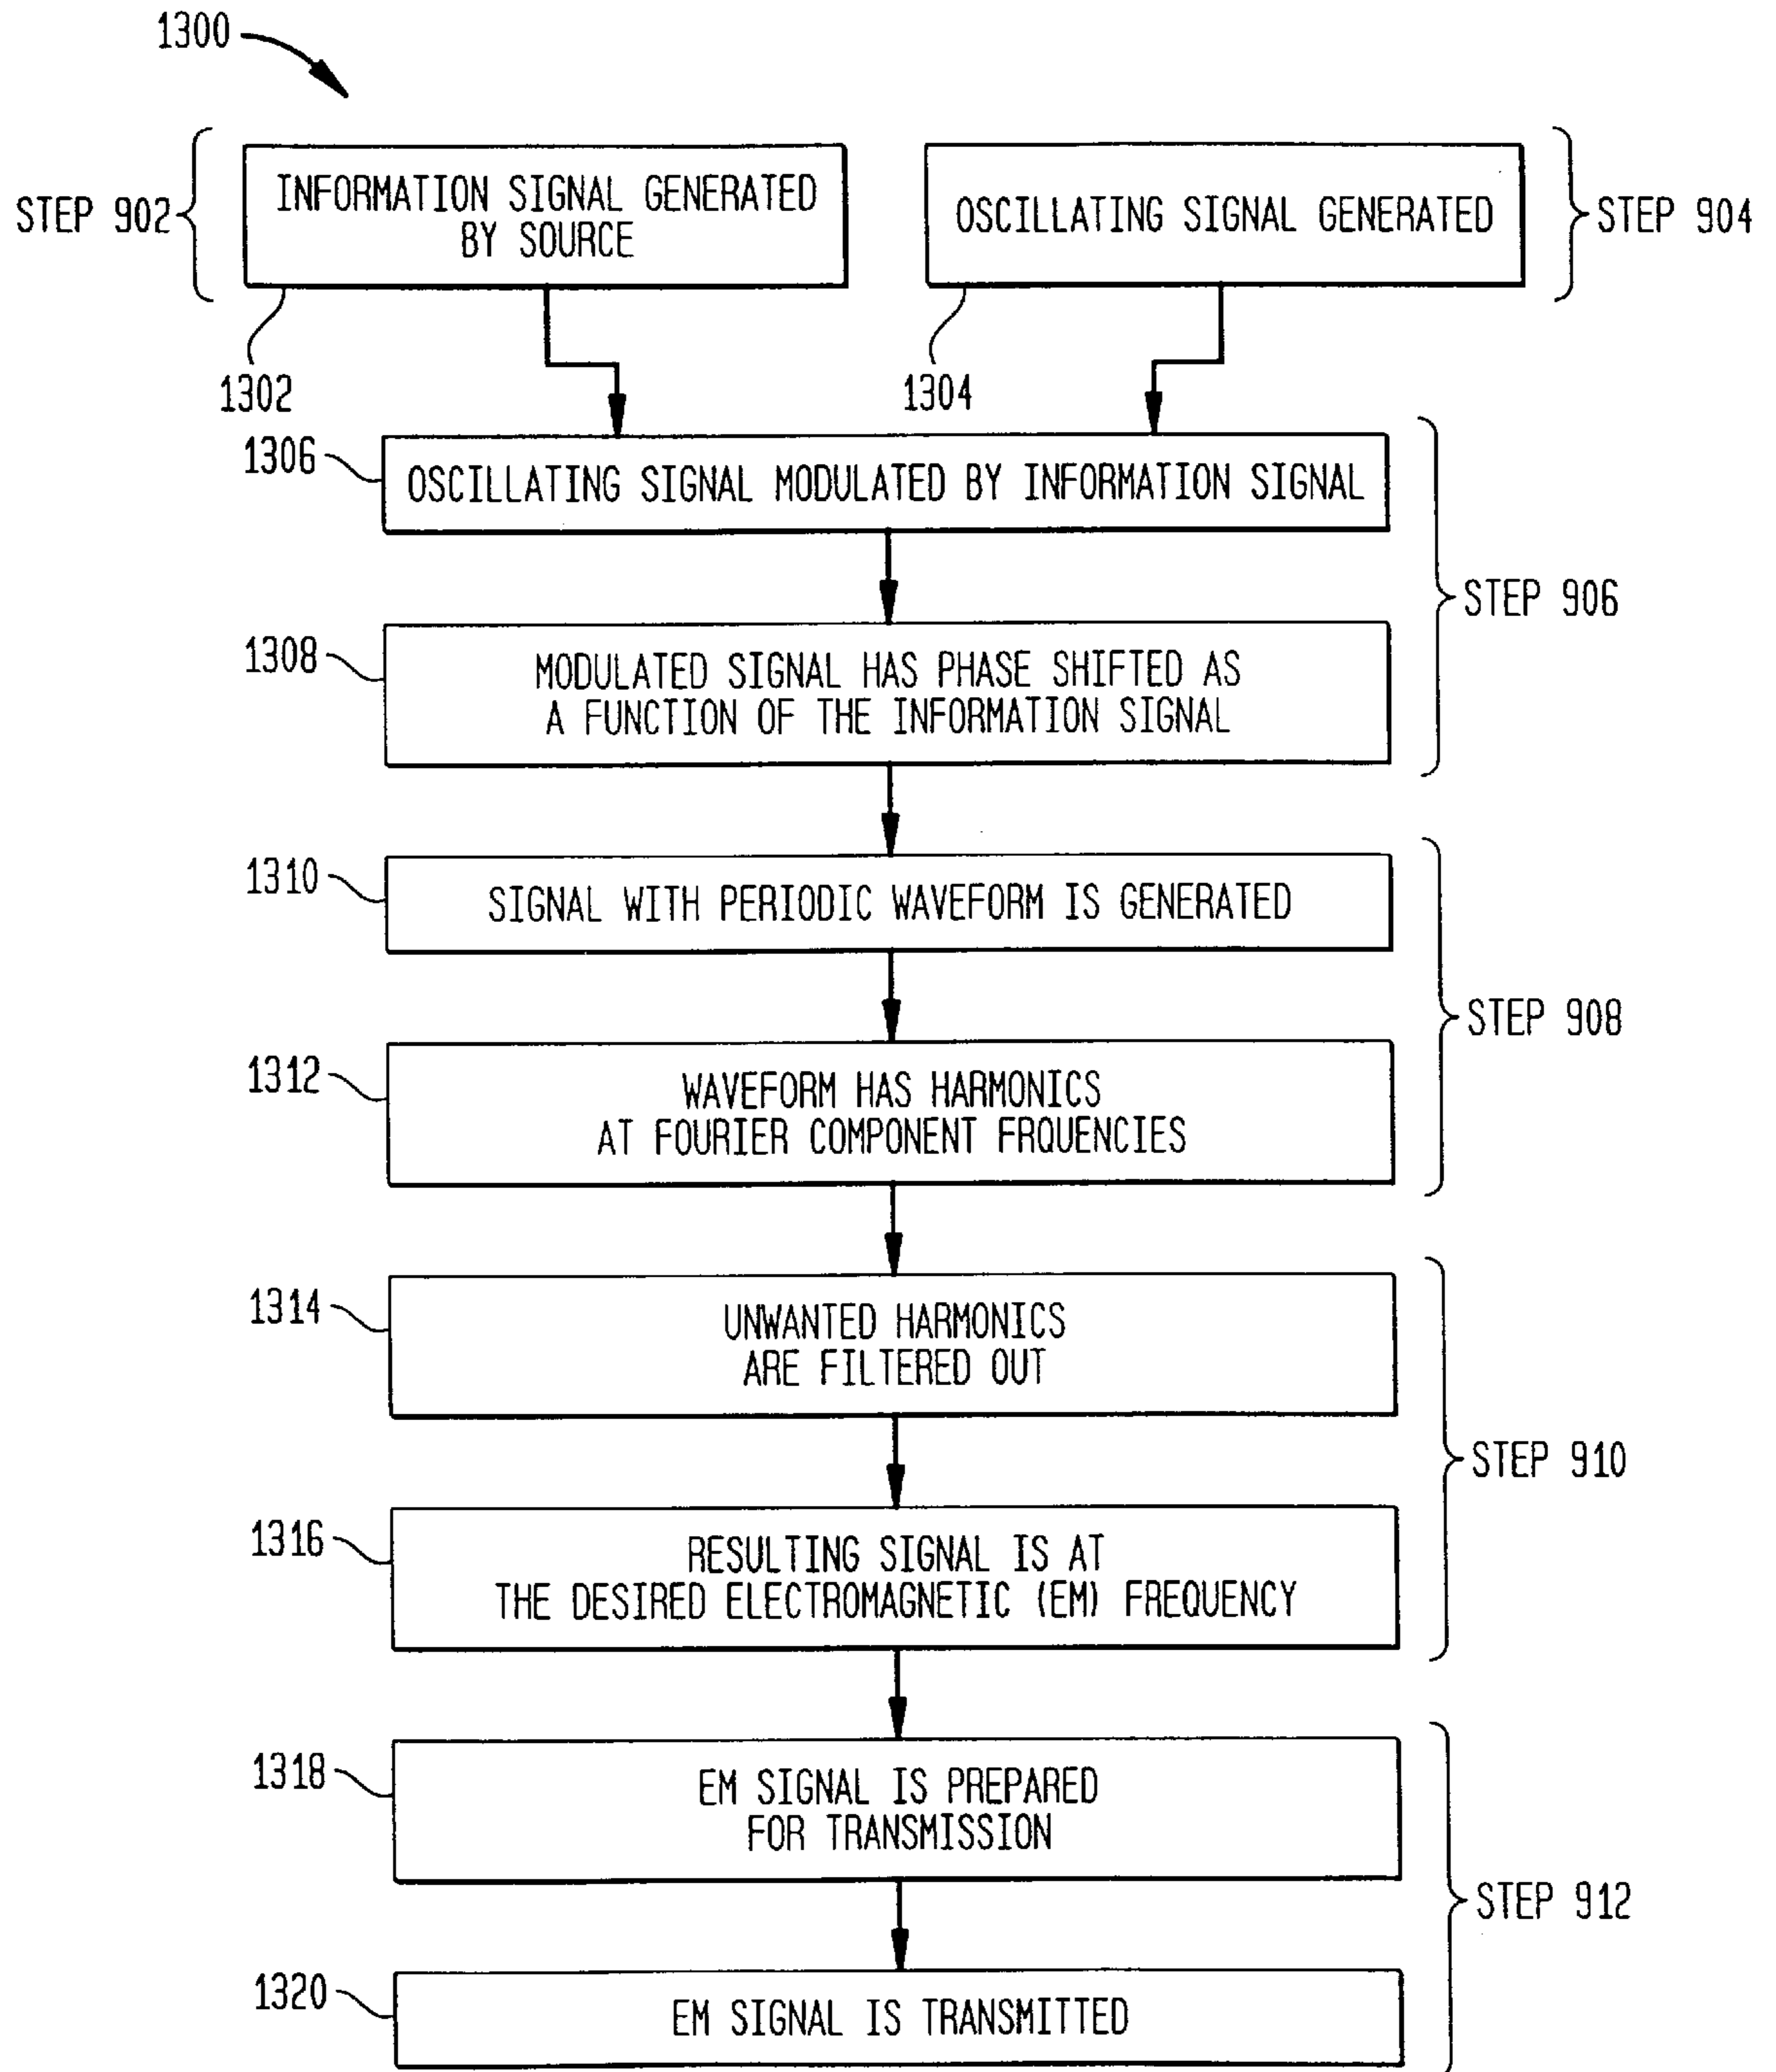 1300
STEP 902
INFORMATION SIGNAL GENERATED
BY SOURCE
1302
OSCILLATING SIGNAL GENERATED
STEP 904
1304
1306
OSCILLATING SIGNAL MODULATED BY INFORMATION SIGNAL
STEP 906
1308
MODULATED SIGNAL HAS PHASE SHIFTED AS
A FUNCTION OF THE INFORMATION SIGNAL
1310
SIGNAL WITH PERIODIC WAVEFORM IS GENERATED
STEP 908
1312
WAVEFORM HAS HARMONICS
AT FOURIER COMPONENT FRQUENCIES
1314
UNWANTED HARMONICS
ARE FILTERED OUT
STEP 910
1316
RESULTING SIGNAL IS AT
THE DESIRED ELECTROMAGNETIC (EM) FREQUENCY
1318
EM SIGNAL IS PREPARED
FOR TRANSMISSION
STEP 912
1320
EM SIGNAL IS TRANSMITTED